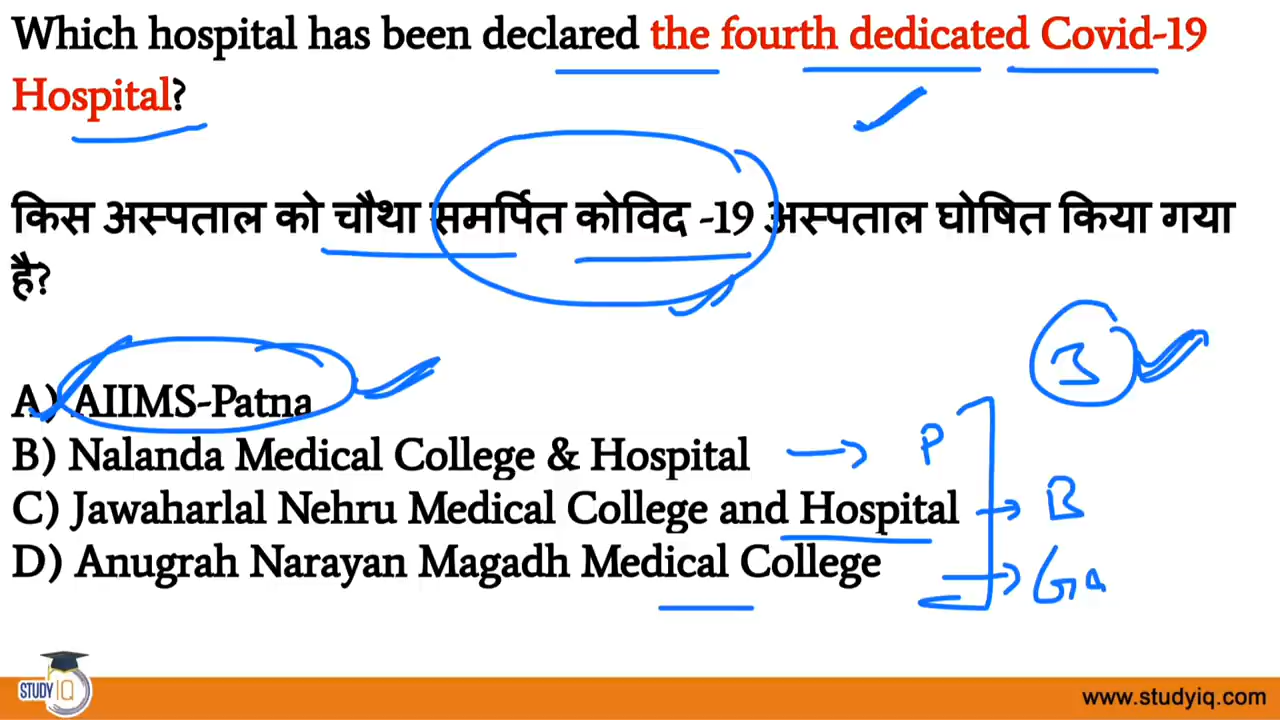 Which hospital has been declared the fourth dedicated Covid-19
Hospital?
किस अस्पताल को चौथा समर्पित कोविद -19 अस्पताल घोषित किया गया
है?
3
A) AIIMS-Patna
B) Nalanda Medical College & Hospital P
C) Jawaharlal Nehru Medical College and Hospital B
D) Anugrah Narayan Magadh Medical College Ga
STUDY IQ
www.studyiq.com